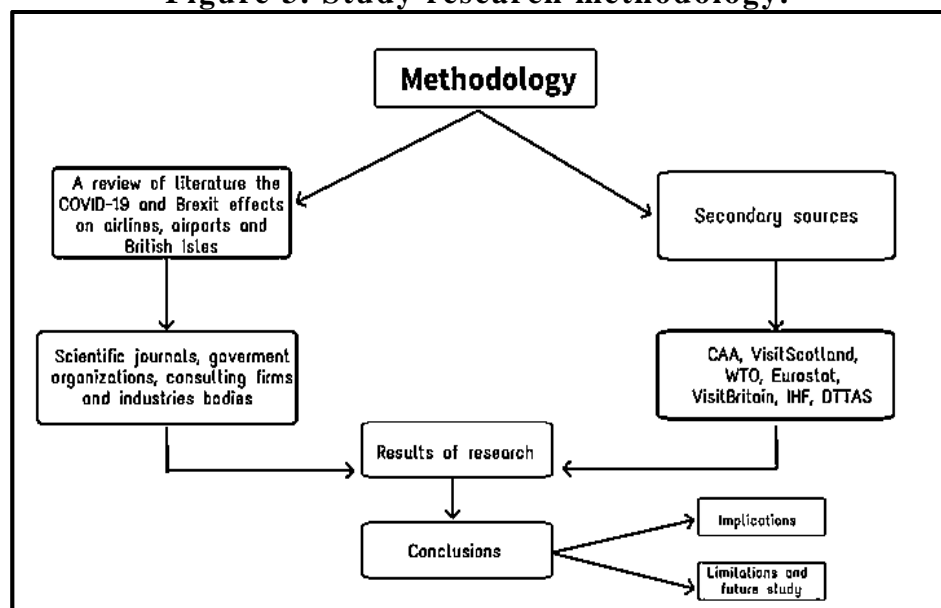 Figure 3. Study research methodology.
Methodology
A review of literature the
COVID-19 and Brexit effects
on airlines, airports and
British Isles
Secondary sources
Scientific journals, goverment
organizations, consulting firms
and industries bodies
CAA, VisitScotland,
WTO, Eurostat,
VisitBritain, IHF, DTTAS
Results of research
Conclusions
Implications
Limitations and
future study